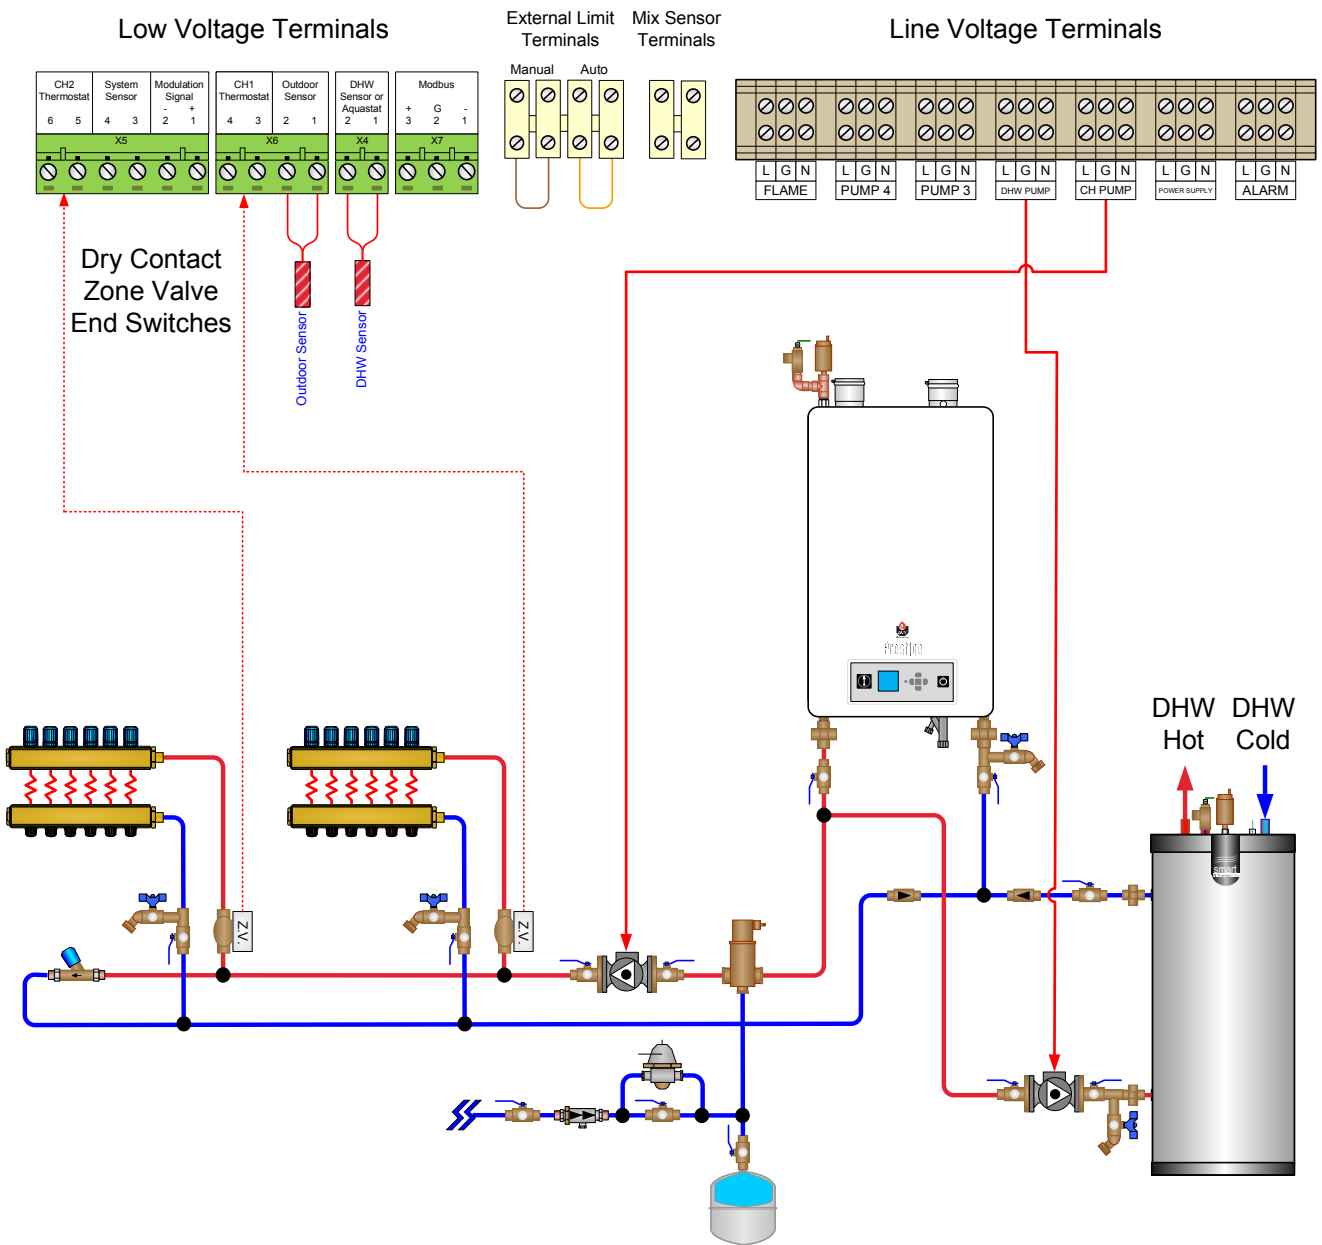 Low Voltage Terminals
External Limit
Terminals
Mix Sensor
Terminals
Line Voltage Terminals
Manual
Auto
CH2
Thermostat
System
Sensor
Modulation
Signal
- +
6 5 4 3 2 1
X5
CH1
Thermostat
Outdoor
Sensor
4 3 2 1
X6
DHW
Sensor or
Aquastat
2 1
X4
Modbus
+ G -
3 2 1
X7
L G N
FLAME
L G N
PUMP 4
L G N
PUMP 3
L G N
DHW PUMP
L G N
CH PUMP
L G N
POWER SUPPLY
L G N
ALARM
Dry Contact
Zone Valve
End Switches
Outdoor Sensor
DHW Sensor
Prestige
DHW
Hot
DHW
Cold
smart
Z.V.
Z.V.